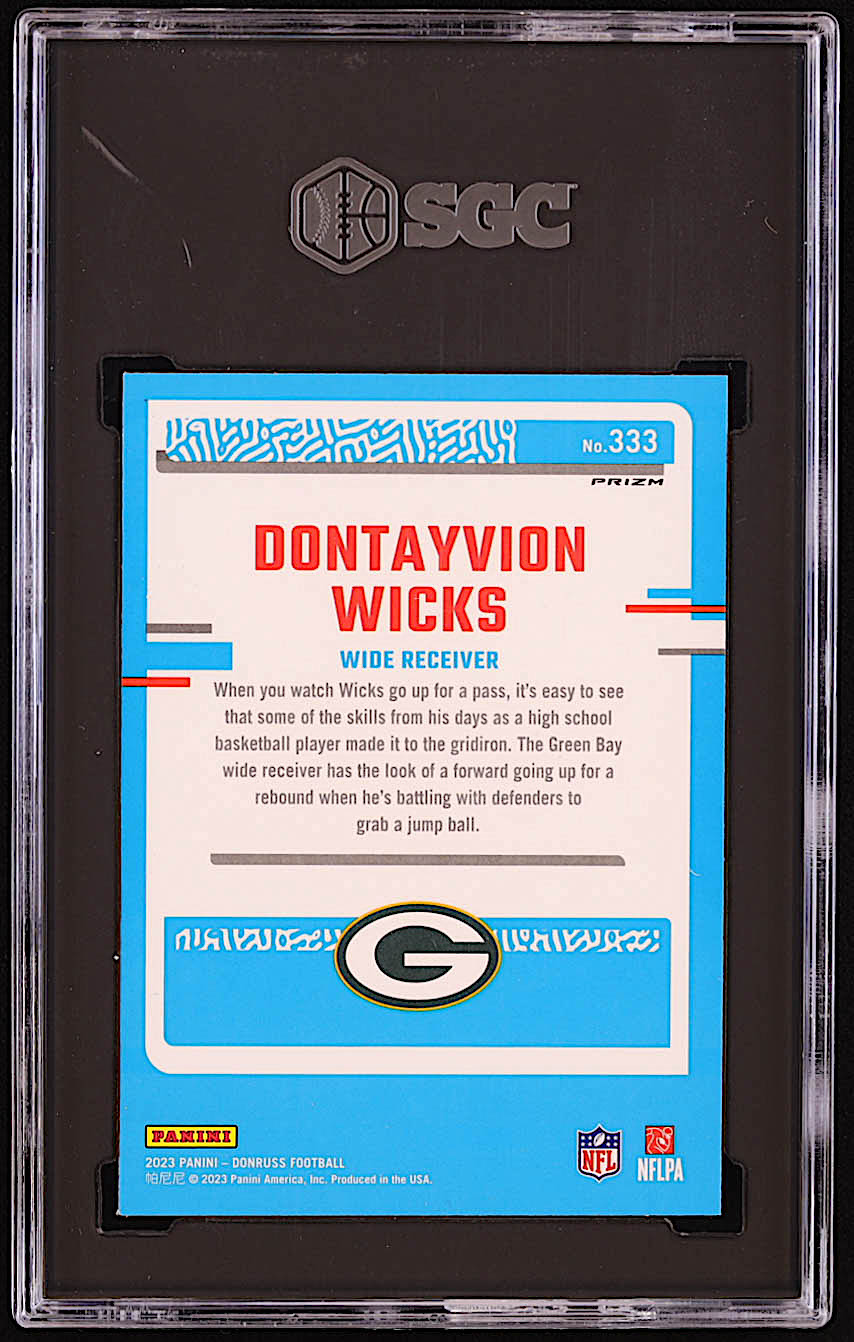 SGC
No.333
PRIZM
DONTAYVION
WICKS
WIDE RECEIVER
When you watch Wicks go up for a pass, it's easy to see
that some of the skills from his days as a high school
basketball player made it to the gridiron. The Green Bay
wide receiver has the look of a forward going up for a
rebound when he's battling with defenders to
grab a jump ball.
G
PANINI
2023 PANINI – DONRUSS FOOTBALL
帕尼尼 © 2023 Panini America, Inc. Produced in the USA.
NFL
NFLPA